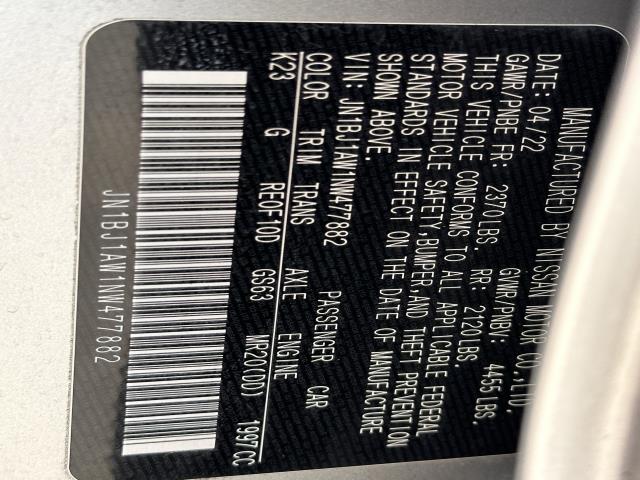 MANUFACTURED BY NISSAN MOTOR CO., LTD.
DATE: 04/22 GVWR/PNBV: 4455 LBS.
GAWR/PNBE FR: 2370 LBS. RR: 2120 LBS.
THIS VEHICLE CONFORMS TO ALL APPLICABLE FEDERAL
MOTOR VEHICLE SAFETY, BUMPER, AND THEFT PREVENTION
STANDARDS IN EFFECT ON THE DATE OF MANUFACTURE
SHOWN ABOVE.
VIN: JN1BJ1AW1NW477882 PASSENGER CAR
COLOR TRIM TRANS AXLE ENGINE
K23 G REOF10D GS63 MR20(DD) 1997CC
JN1BJ1AW1NW477882